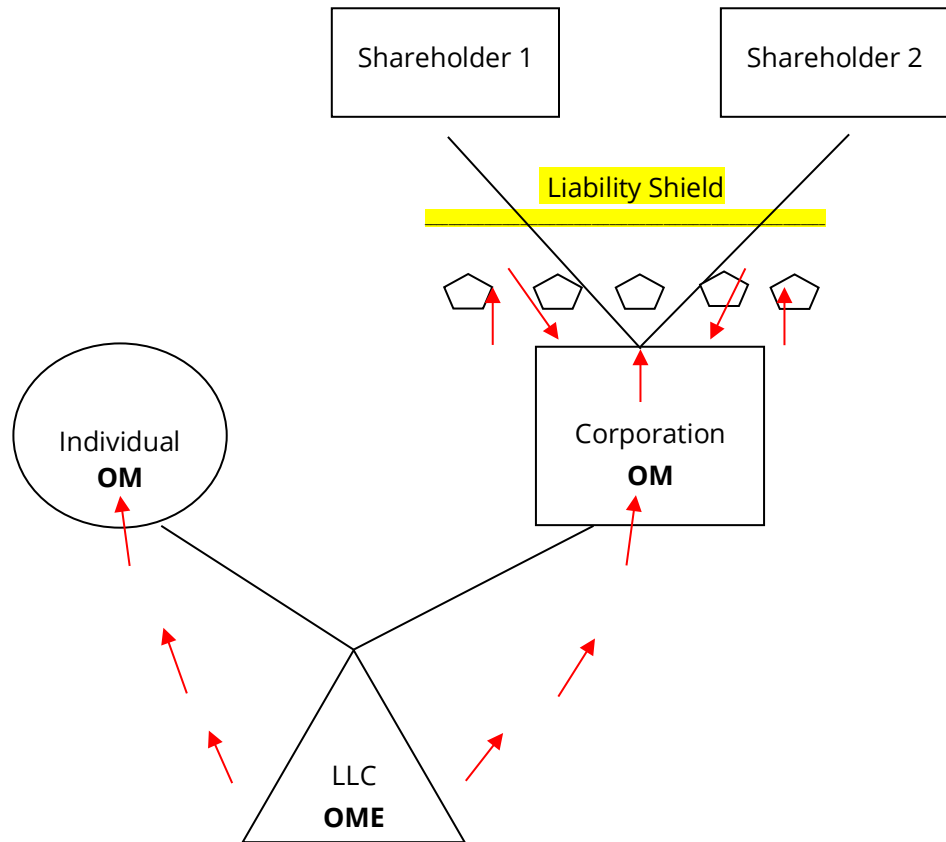 Shareholder 1
Shareholder 2
Liability Shield
Individual
OM
Corporation
OM
LLC
OME